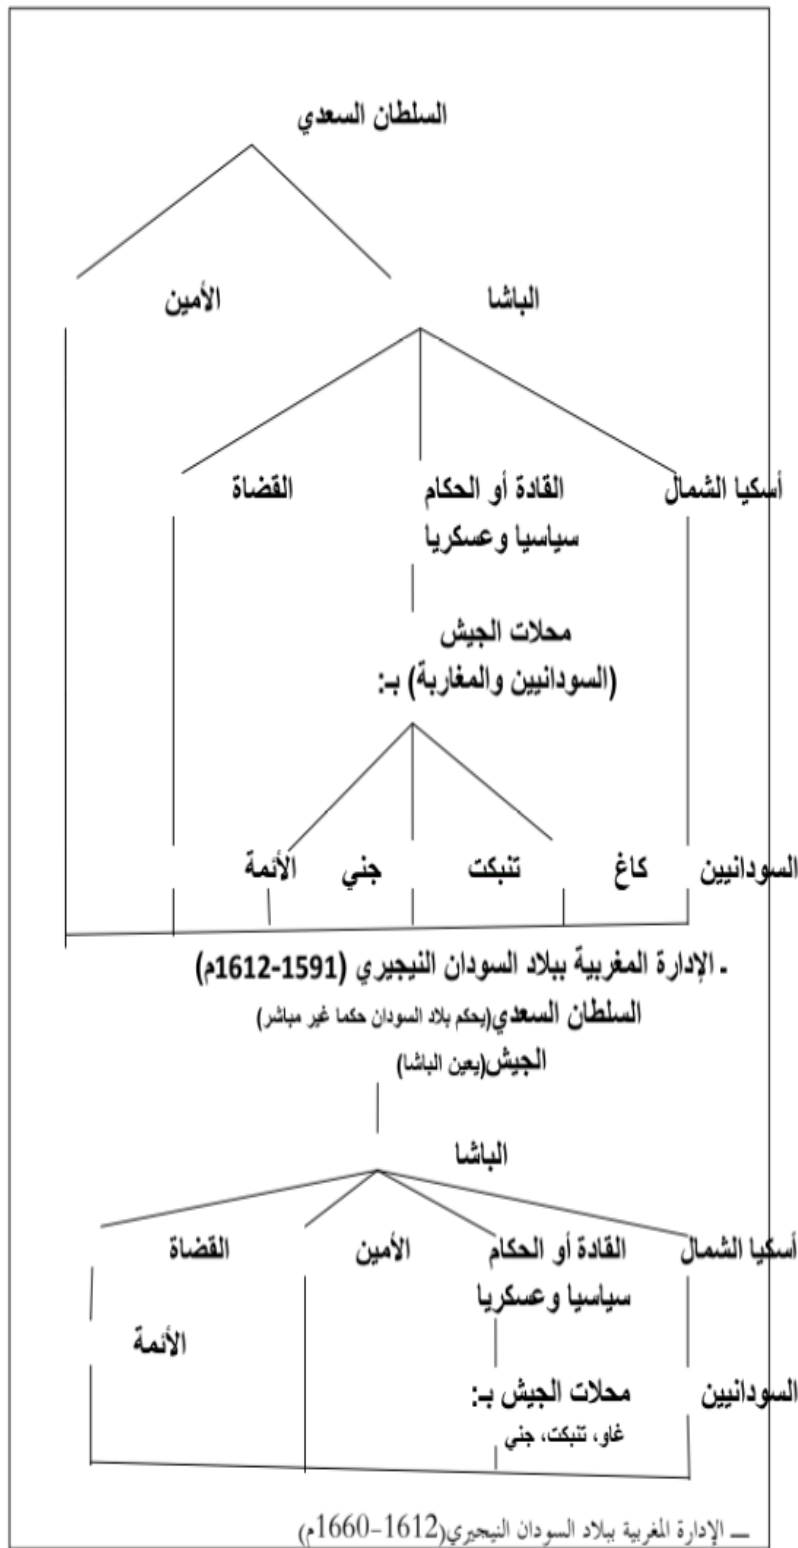 السلطان السعدي
الباشا الأمين
أسكيا الشمال القادة أو الحكام القضاة
سياسيا وعسكريا
محلات الجيش
(السودانيين والمغاربة) بـ:
السودانيين كاغ تنبكت جني الأئمة
ـ الإدارة المغربية ببلاد السودان النيجيري (1591-1612م)
السلطان السعدي(يحكم بلاد السودان حكما غير مباشر)
الجيش(يعين الباشا)
الباشا
أسكيا الشمال القادة أو الحكام الأمين القضاة
سياسيا وعسكريا
الأئمة
السودانيين محلات الجيش بـ:
غاو، تنبكت، جني
ـــ الإدارة المغربية ببلاد السودان النيجيري(1612-1660م)